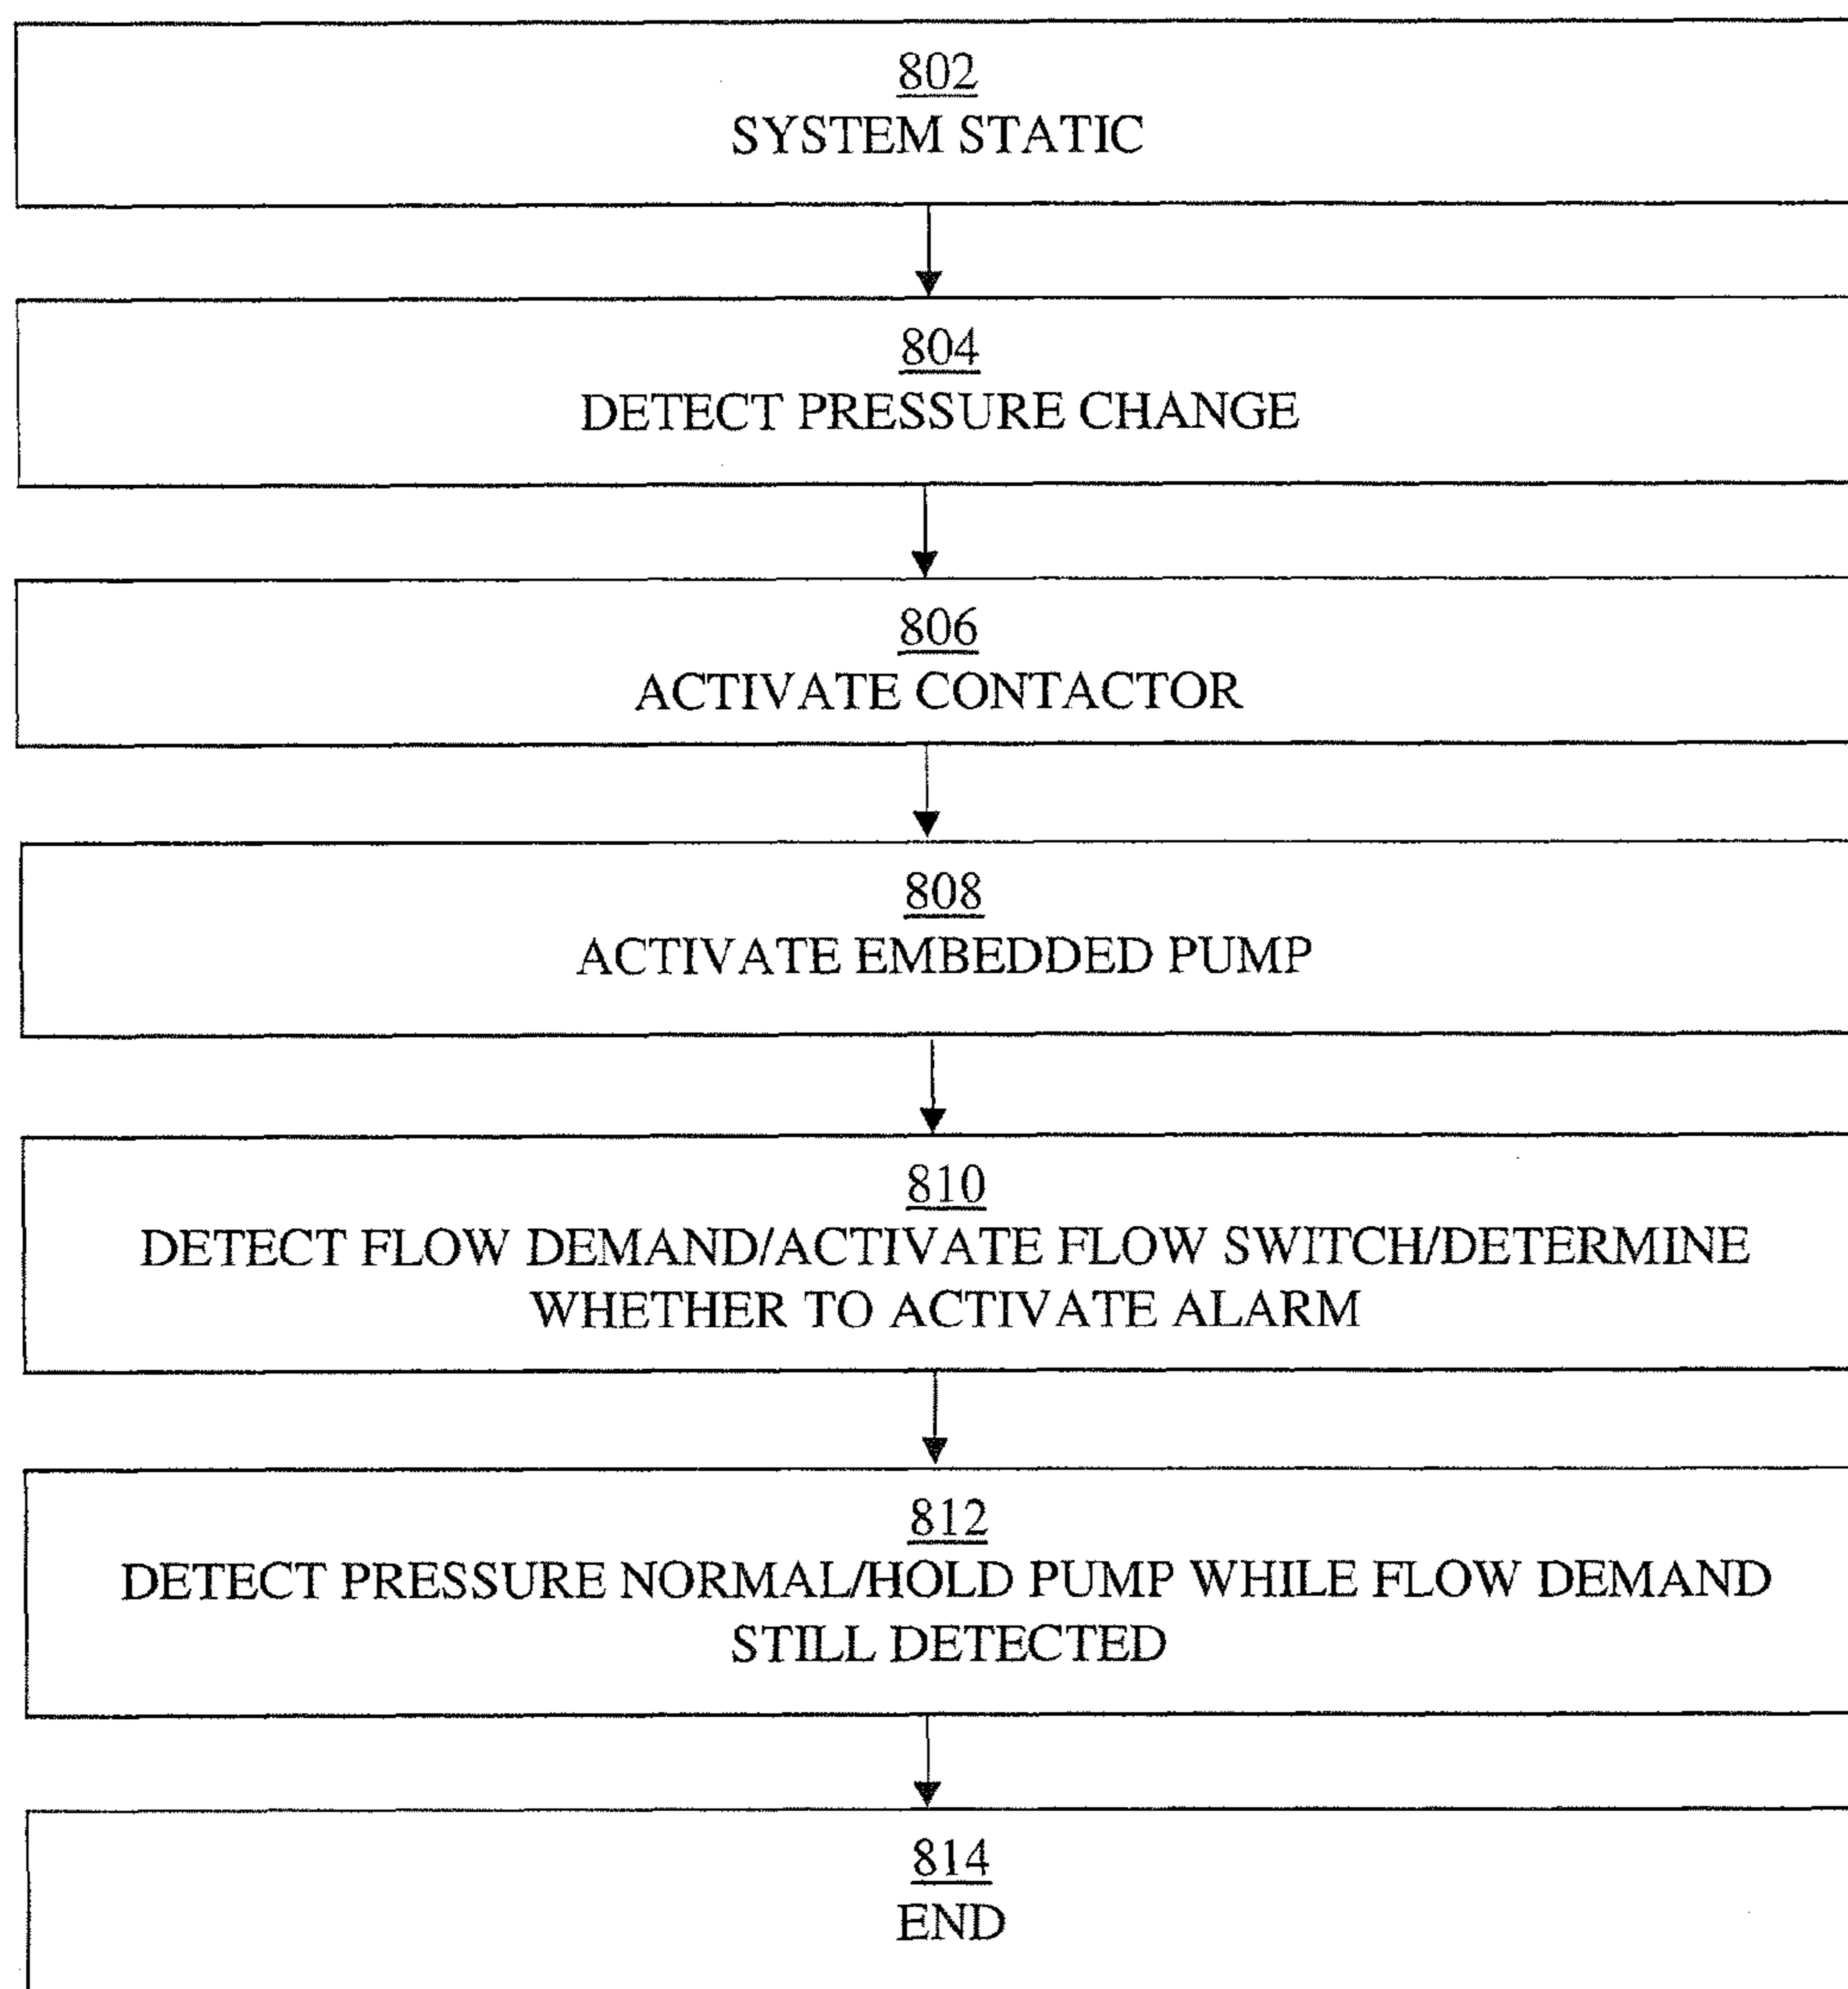 802
SYSTEM STATIC
804
DETECT PRESSURE CHANGE
806
ACTIVATE CONTACTOR
808
ACTIVATE EMBEDDED PUMP
810
DETECT FLOW DEMAND/ACTIVATE FLOW SWITCH/DETERMINE
WHETHER TO ACTIVATE ALARM
812
DETECT PRESSURE NORMAL/HOLD PUMP WHILE FLOW DEMAND
STILL DETECTED
814
END